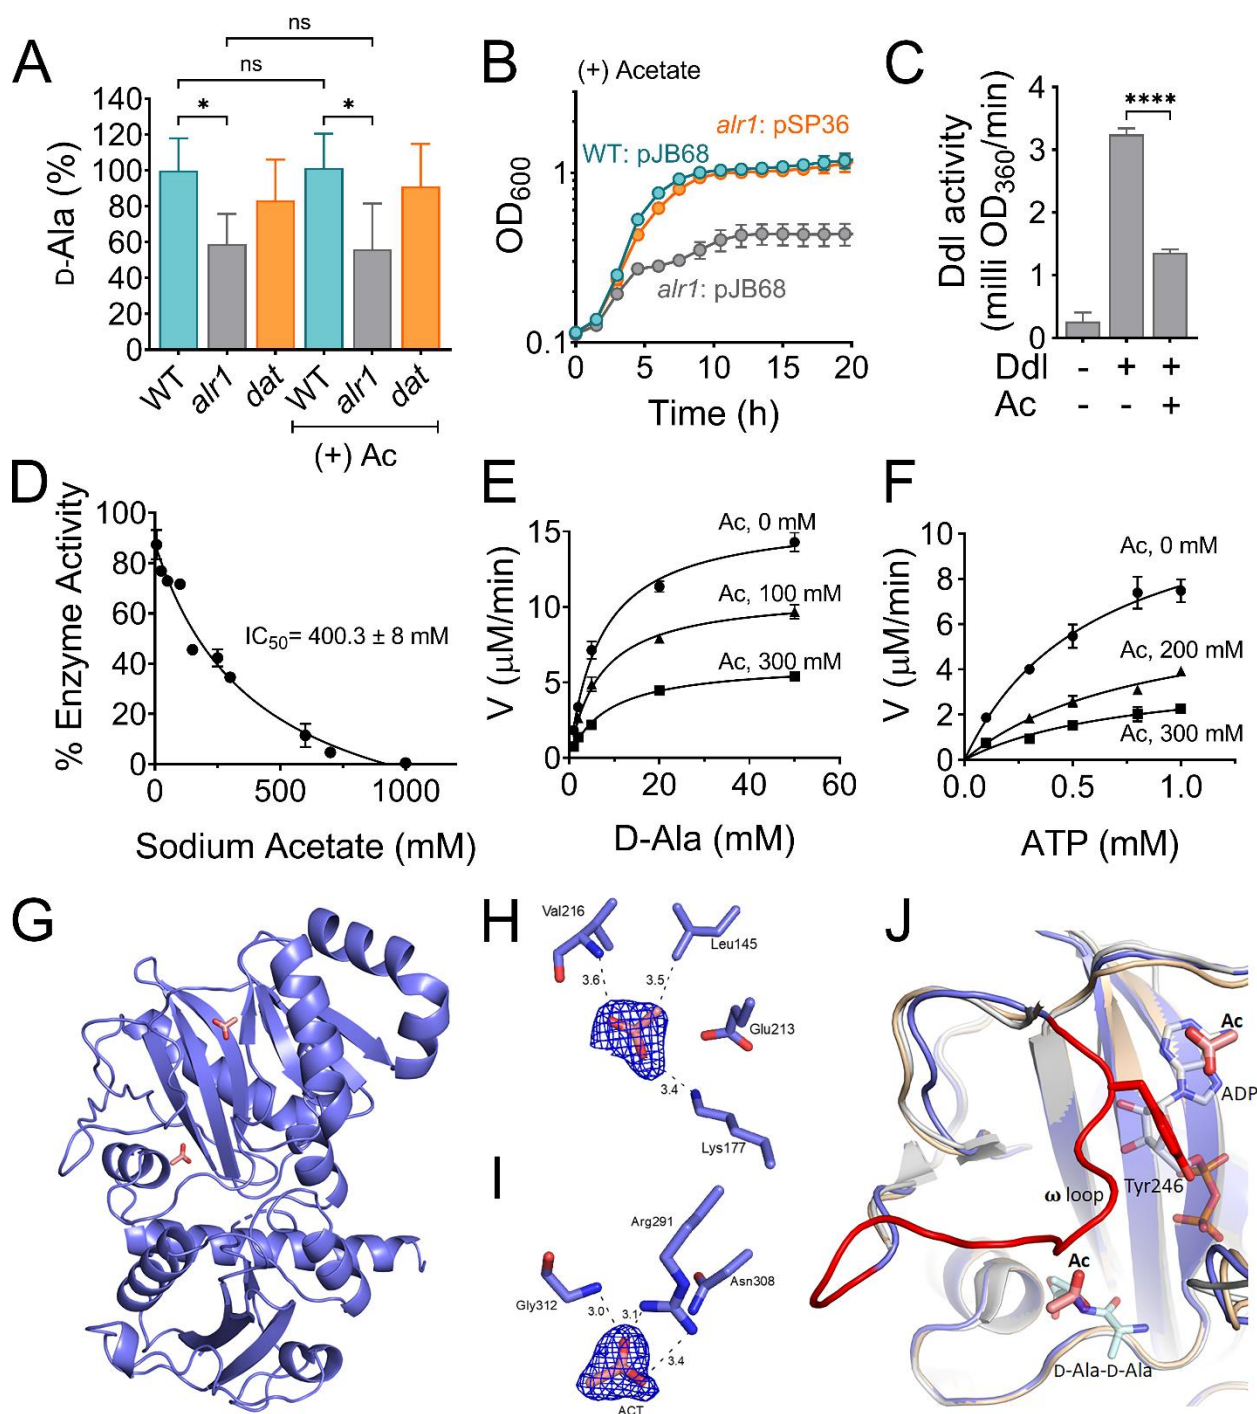 A
ns
ns
*
*
D-Ala (%)
140
120
100
80
60
40
20
0
WT
alr1
dat
WT
alr1
dat
(+) Ac
B
(+) Acetate
alr1: pSP36
WT: pJB68
alr1: pJB68
OD600
1
0.1
0
5
10
15
20
Time (h)
C
****
Ddl activity
(milli OD360/min)
4
3
2
1
0
Ddl - + +
Ac - - +
D
% Enzyme Activity
100
80
60
40
20
0
IC50= 400.3 ± 8 mM
0
500
1000
Sodium Acetate (mM)
E
V (μM/min)
15
10
5
0
Ac, 0 mM
Ac, 100 mM
Ac, 300 mM
0
20
40
60
D-Ala (mM)
F
V (μM/min)
10
8
6
4
2
0
Ac, 0 mM
Ac, 200 mM
Ac, 300 mM
0.0
0.5
1.0
ATP (mM)
G
H
Val216
Leu145
3.6
3.5
Glu213
3.4
Lys177
I
Arg291
Gly312
Asn308
3.0
3.1
3.4
ACT
J
Ac
ADP
Tyr246
ω loop
Ac
D-Ala-D-Ala